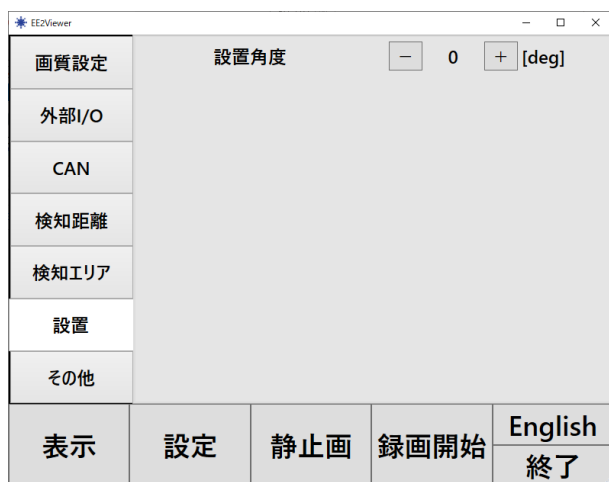 EE2Viewer
画質設定
設置角度 － 0 ＋ [deg]
外部I/O
CAN
検知距離
検知エリア
設置
その他
表示 設定 静止画 録画開始 English
終了